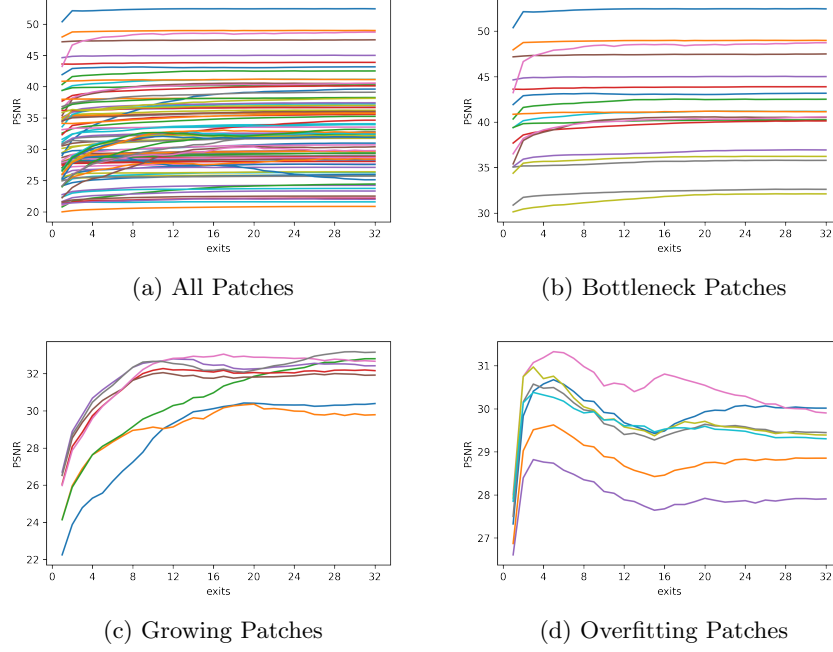 50
45
40
35
30
25
20
PSNR
0 4 8 12 16 20 24 28 32
exits
(a) All Patches
50
45
40
35
30
PSNR
0 4 8 12 16 20 24 28 32
exits
(b) Bottleneck Patches
32
30
28
26
24
22
PSNR
0 4 8 12 16 20 24 28 32
exits
(c) Growing Patches
31
30
29
28
27
PSNR
0 4 8 12 16 20 24 28 32
exits
(d) Overfitting Patches